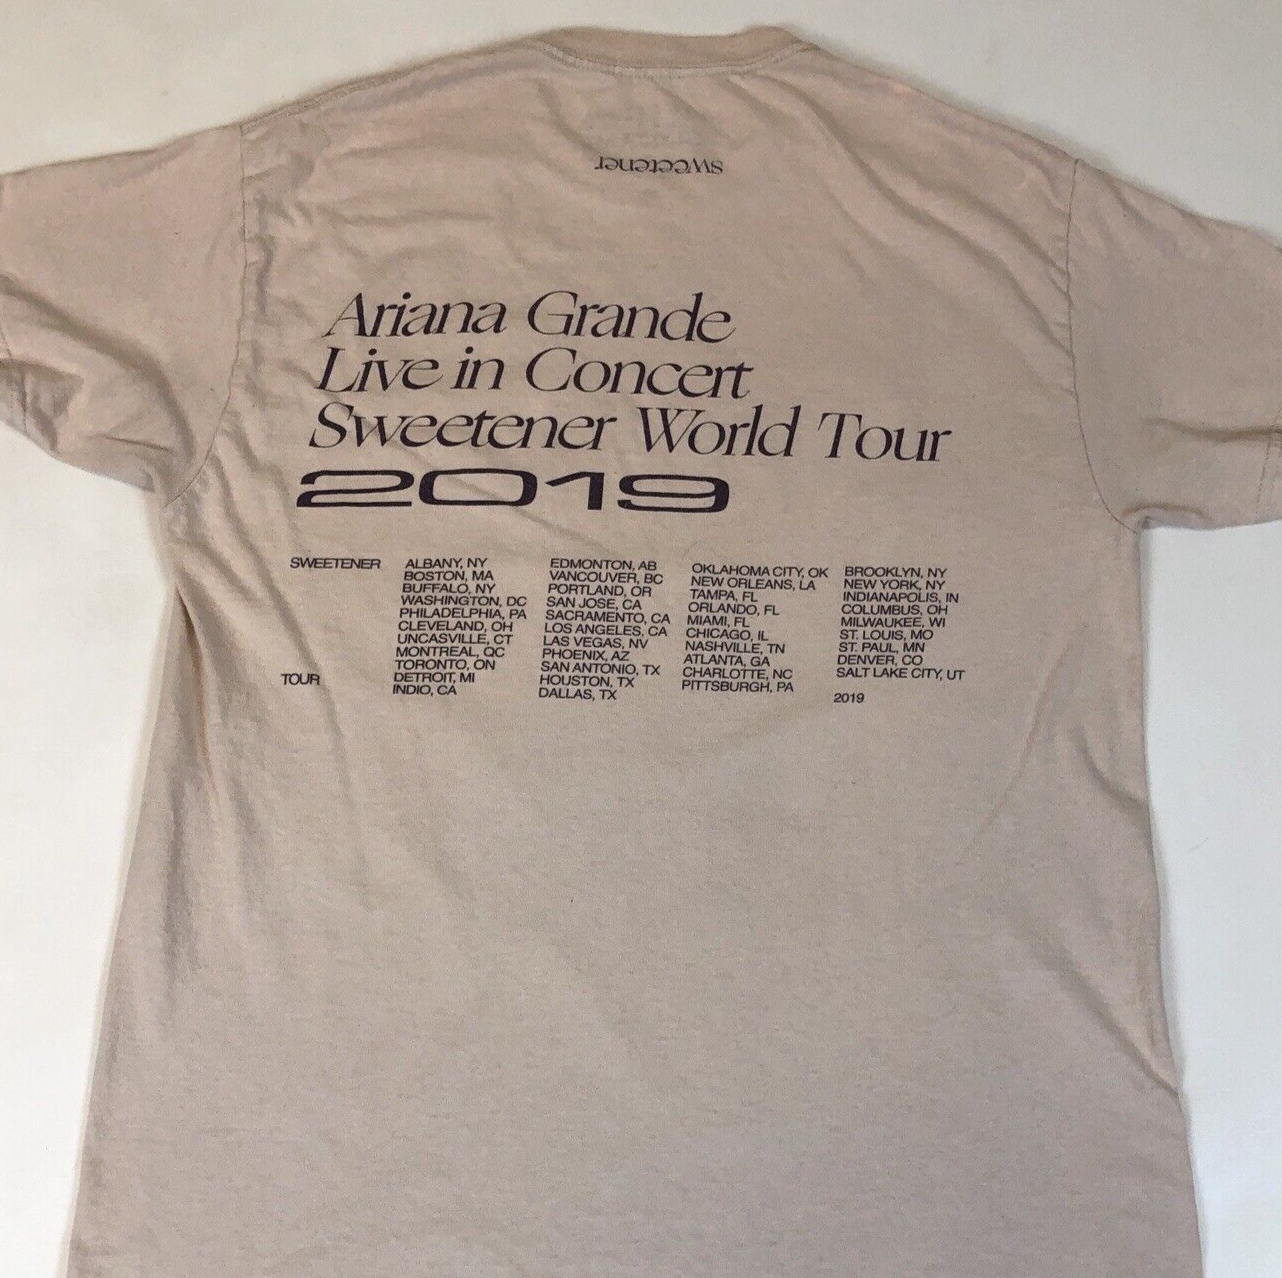 sweetener
Ariana Grande
Live in Concert
Sweetener World Tour
2019
SWEETENER
TOUR
ALBANY, NY
BOSTON, MA
BUFFALO, NY
WASHINGTON, DC
PHILADELPHIA, PA
CLEVELAND, OH
UNCASVILLE, CT
MONTREAL, QC
TORONTO, ON
DETROIT, MI
INDIO, CA
EDMONTON, AB
VANCOUVER, BC
PORTLAND, OR
SAN JOSE, CA
SACRAMENTO, CA
LOS ANGELES, CA
LAS VEGAS, NV
PHOENIX, AZ
SAN ANTONIO, TX
HOUSTON, TX
DALLAS, TX
OKLAHOMA CITY, OK
NEW ORLEANS, LA
TAMPA, FL
ORLANDO, FL
MIAMI, FL
CHICAGO, IL
NASHVILLE, TN
ATLANTA, GA
CHARLOTTE, NC
PITTSBURGH, PA
BROOKLYN, NY
NEW YORK, NY
INDIANAPOLIS, IN
COLUMBUS, OH
MILWAUKEE, WI
ST. LOUIS, MO
ST. PAUL, MN
DENVER, CO
SALT LAKE CITY, UT
2019